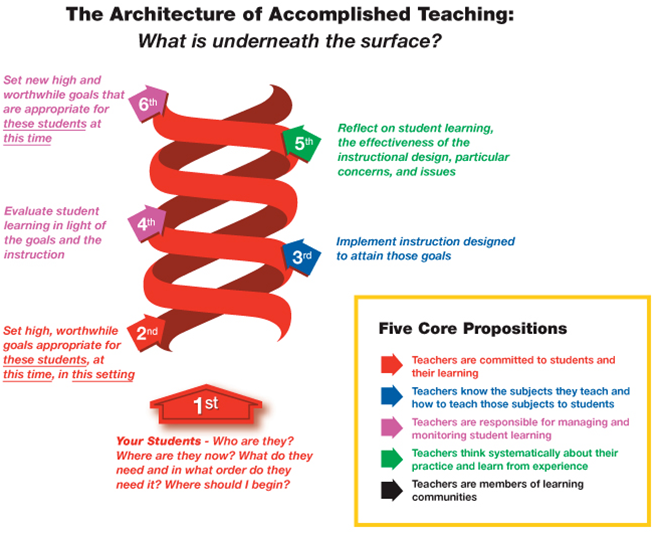 The Architecture of Accomplished Teaching:
What is underneath the surface?
Set new high and
worthwhile goals that
are appropriate for
these students at
this time
6th
5th
Reflect on student learning,
the effectiveness of the
instructional design, particular
concerns, and issues
Evaluate student
learning in light of
the goals and the
instruction
4th
3rd
Implement instruction designed
to attain those goals
Set high, worthwhile
goals appropriate for
these students, at
this time, in this setting
2nd
1st
Your Students - Who are they?
Where are they now? What do they
need and in what order do they
need it? Where should I begin?
Five Core Propositions
Teachers are committed to students and
their learning
Teachers know the subjects they teach and
how to teach those subjects to students
Teachers are responsible for managing and
monitoring student learning
Teachers think systematically about their
practice and learn from experience
Teachers are members of learning
communities